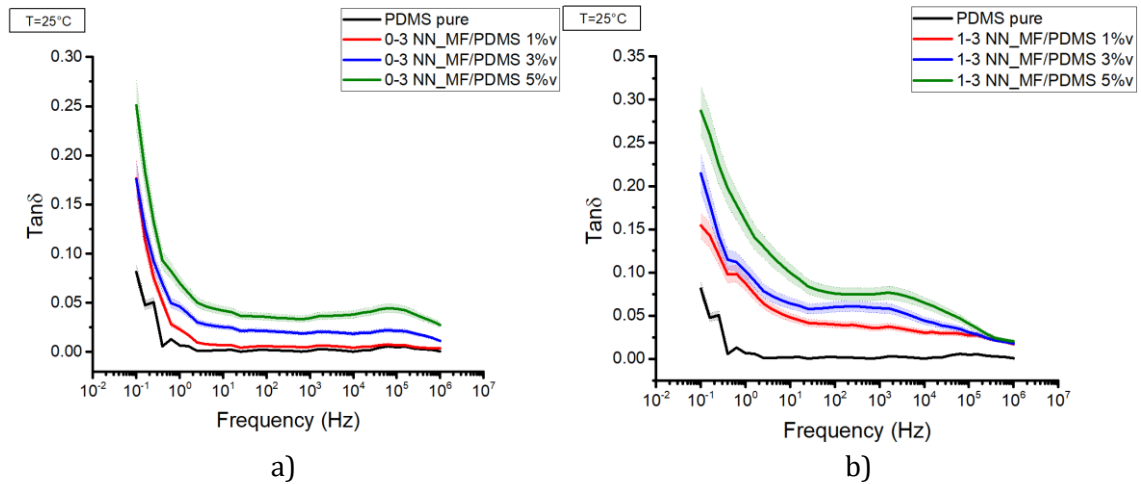 T=25°C
PDMS pure
0-3 NN_MF/PDMS 1%v
0-3 NN_MF/PDMS 3%v
0-3 NN_MF/PDMS 5%v
0.30
0.25
0.20
0.15
0.10
0.05
0.00
Tanδ
10⁻² 10⁻¹ 10⁰ 10¹ 10² 10³ 10⁴ 10⁵ 10⁶ 10⁷
Frequency (Hz)
a)
T=25°C
PDMS pure
1-3 NN_MF/PDMS 1%v
1-3 NN_MF/PDMS 3%v
1-3 NN_MF/PDMS 5%v
0.35
0.30
0.25
0.20
0.15
0.10
0.05
0.00
Tanδ
10⁻² 10⁻¹ 10⁰ 10¹ 10² 10³ 10⁴ 10⁵ 10⁶ 10⁷
Frequency (Hz)
b)